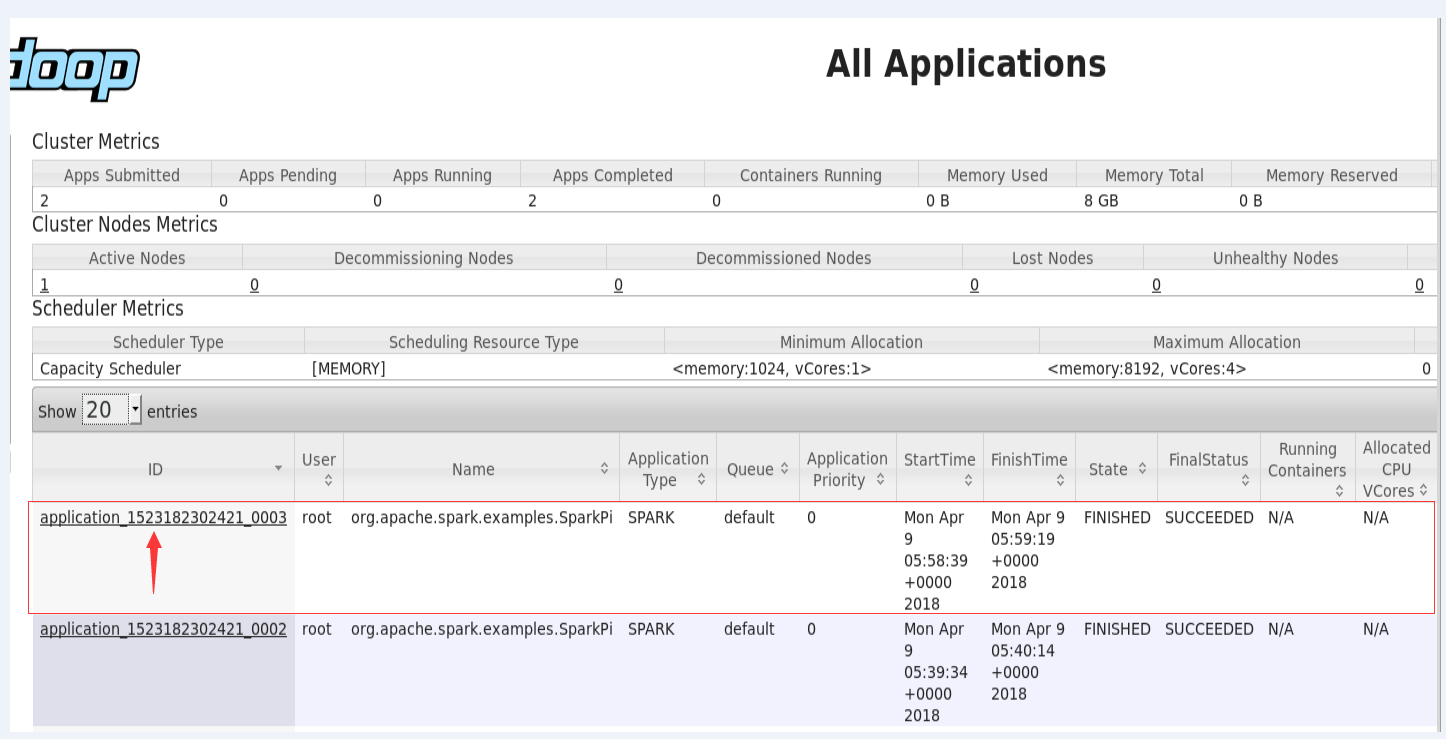 doop
All Applications
Cluster Metrics
Apps Submitted Apps Pending Apps Running Apps Completed Containers Running Memory Used Memory Total Memory Reserved
2 0 0 2 0 0 B 8 GB 0 B
Cluster Nodes Metrics
Active Nodes Decommissioning Nodes Decommissioned Nodes Lost Nodes Unhealthy Nodes
1 0 0 0 0 0
Scheduler Metrics
Scheduler Type Scheduling Resource Type Minimum Allocation Maximum Allocation
Capacity Scheduler [MEMORY] <memory:1024, vCores:1> <memory:8192, vCores:4> 0
Show 20 entries
ID User Name Application Type Queue Application Priority StartTime FinishTime State FinalStatus Running Containers Allocated CPU VCores
application_1523182302421_0003 root org.apache.spark.examples.SparkPi SPARK default 0 Mon Apr 9 05:58:39 +0000 2018 Mon Apr 9 05:59:19 +0000 2018 FINISHED SUCCEEDED N/A N/A
application_1523182302421_0002 root org.apache.spark.examples.SparkPi SPARK default 0 Mon Apr 9 05:39:34 +0000 2018 Mon Apr 9 05:40:14 +0000 2018 FINISHED SUCCEEDED N/A N/A